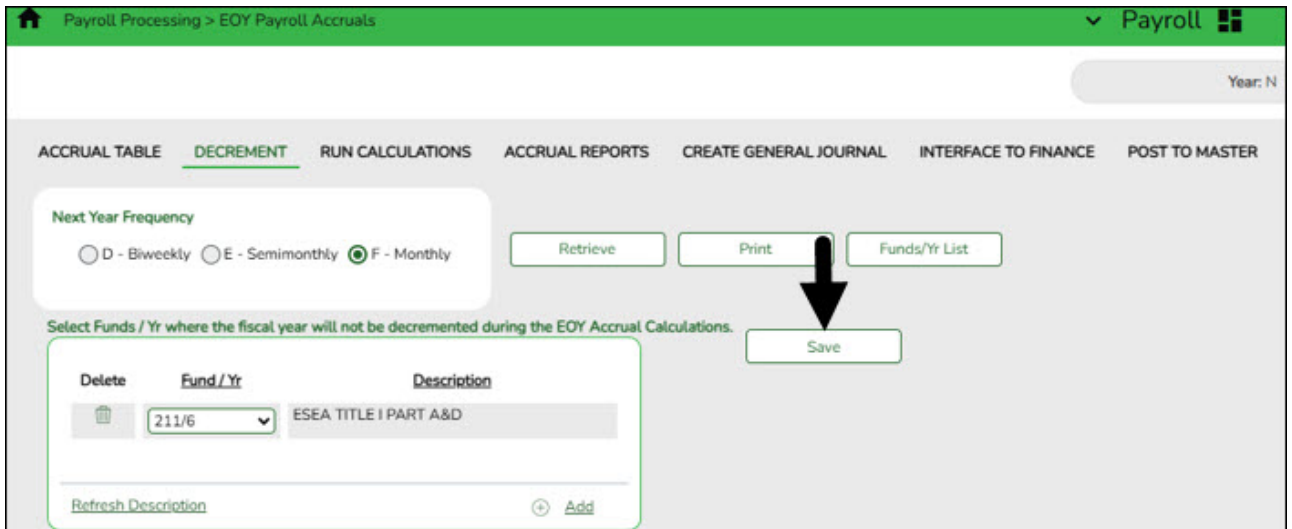 Payroll Processing > EOY Payroll Accruals
Payroll
Year: N
ACCRUAL TABLE DECREMENT RUN CALCULATIONS ACCRUAL REPORTS CREATE GENERAL JOURNAL INTERFACE TO FINANCE POST TO MASTER
Next Year Frequency
D - Biweekly E - Semimonthly F - Monthly
Retrieve Print Funds/Yr List
Select Funds / Yr where the fiscal year will not be decremented during the EOY Accrual Calculations.
Save
Delete Fund / Yr Description
211/6 ESEA TITLE I PART A&D
Refresh Description Add